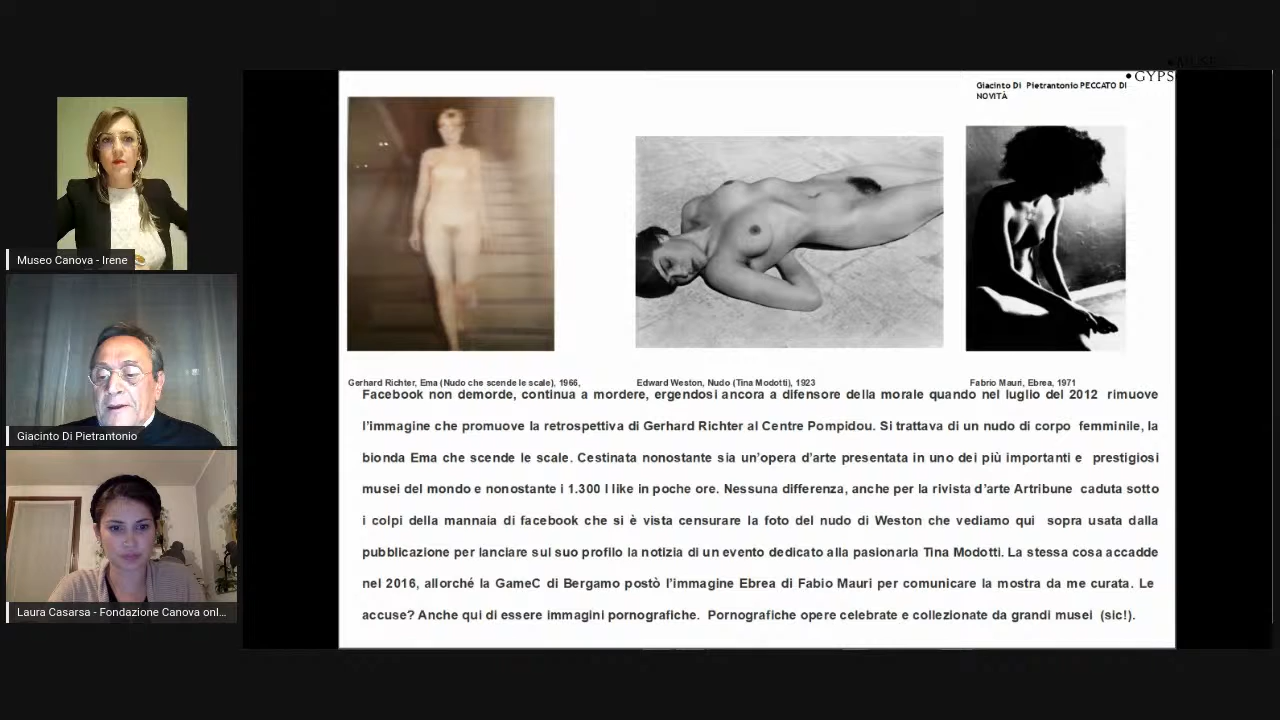 MUSE
GYPS
Giacinto Di Pietrantonio PECCATO DI
NOVITÀ
Museo Canova - Irene
Giacinto Di Pietrantonio
Laura Casarsa - Fondazione Canova onl...
Gerhard Richter, Ema (Nudo che scende le scale), 1966,
Edward Weston, Nudo (Tina Modotti), 1923
Fabrio Mauri, Ebrea, 1971
Facebook non demorde, continua a mordere, ergendosi ancora a difensore della morale quando nel luglio del 2012 rimuove
l'immagine che promuove la retrospettiva di Gerhard Richter al Centre Pompidou. Si trattava di un nudo di corpo femminile, la
bionda Ema che scende le scale. Cestinata nonostante sia un'opera d'arte presentata in uno dei più importanti e prestigiosi
musei del mondo e nonostante i 1.300 I like in poche ore. Nessuna differenza, anche per la rivista d'arte Artribune caduta sotto
i colpi della mannaia di facebook che si è vista censurare la foto del nudo di Weston che vediamo qui sopra usata dalla
pubblicazione per lanciare sul suo profilo la notizia di un evento dedicato alla pasionaria Tina Modotti. La stessa cosa accadde
nel 2016, allorché la GameC di Bergamo postò l'immagine Ebrea di Fabio Mauri per comunicare la mostra da me curata. Le
accuse? Anche qui di essere immagini pornografiche. Pornografiche opere celebrate e collezionate da grandi musei (sic!).